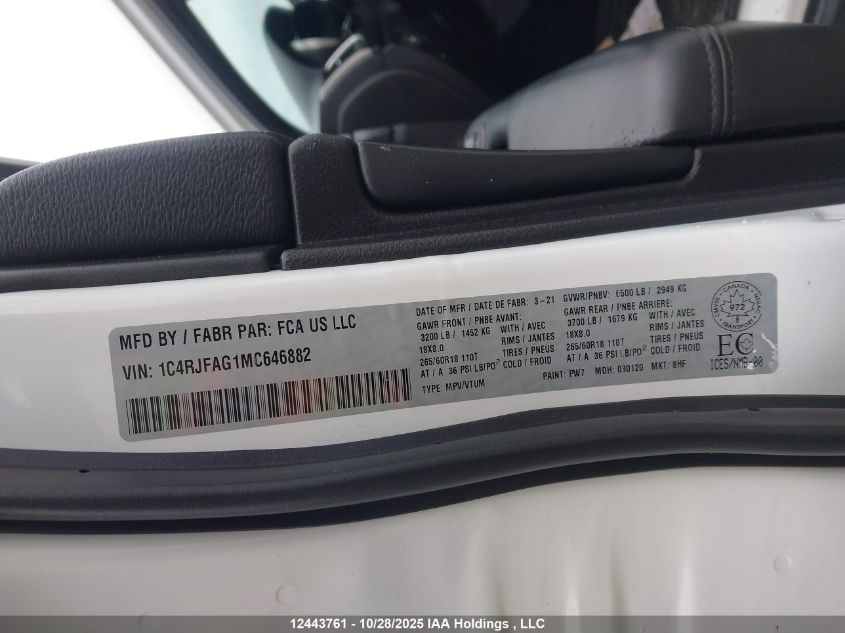 MFD BY / FABR PAR: FCA US LLC
VIN: 1C4RJFAG1MC646882
DATE OF MFR / DATE DE FABR: 3-21
GAWR FRONT / PNBE AVANT:
3200 LB / 1452 KG WITH / AVEC
18X8.0 RIMS / JANTES
265/60R18 110T TIRES / PNEUS
AT / A 36 PSI LB/PO² COLD / FROID
TYPE: MPV/VTUM
GVWR/PNBV: 6500 LB / 2949 KG
GAWR REAR / PNBE ARRIERE:
3700 LB / 1679 KG WITH / AVEC
18X8.0 RIMS / JANTES
265/60R18 110T TIRES / PNEUS
AT / A 36 PSI LB/PO² COLD / FROID
PAINT: PW7 MDH: 030120 MKT: 8HF
CANADA
972
TRANSPORT
EC
ICES/NMB-00
12443761 - 10/28/2025 IAA Holdings , LLC